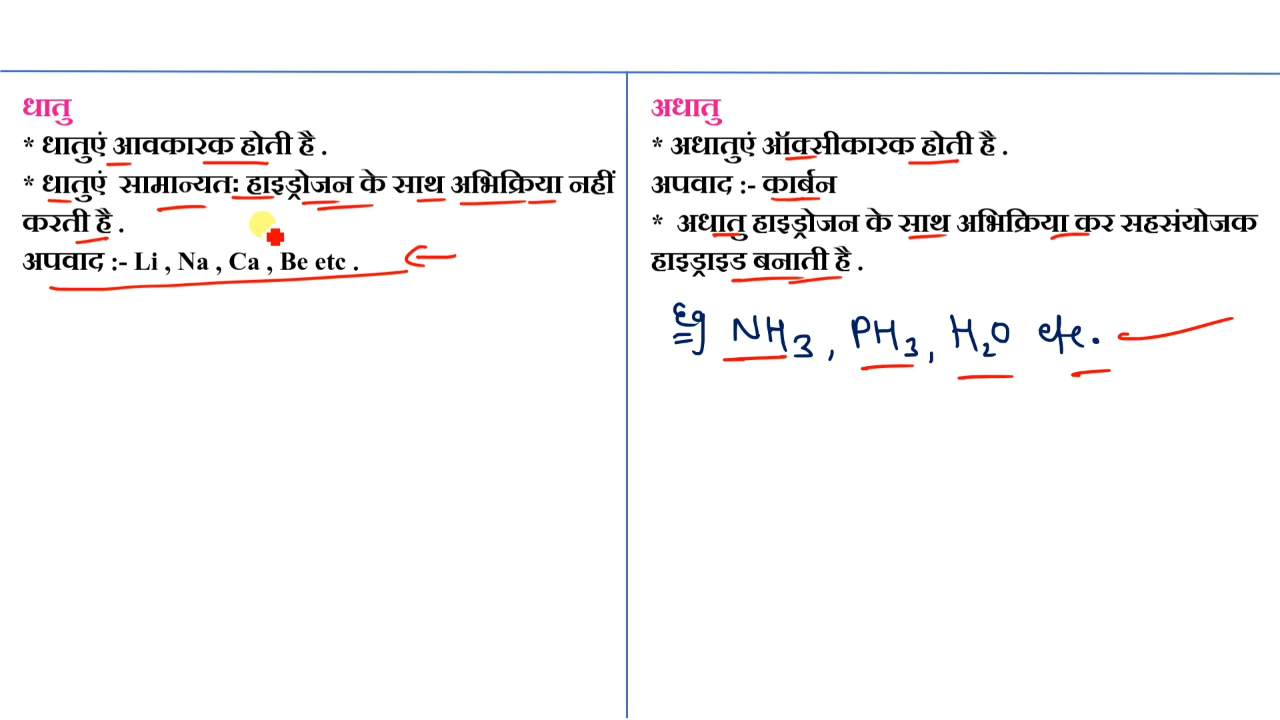 धातु
* धातुएं आवकारक होती है .
* धातुएं सामान्यतः हाइड्रोजन के साथ अभिक्रिया नहीं
करती है .
अपवाद :- Li , Na , Ca , Be etc .
अधातु
* अधातुएं ऑक्सीकारक होती है .
अपवाद :- कार्बन
* अधातु हाइड्रोजन के साथ अभिक्रिया कर सहसंयोजक
हाइड्राइड बनाती है .
Eg NH₃ , PH₃ , H₂O etc.